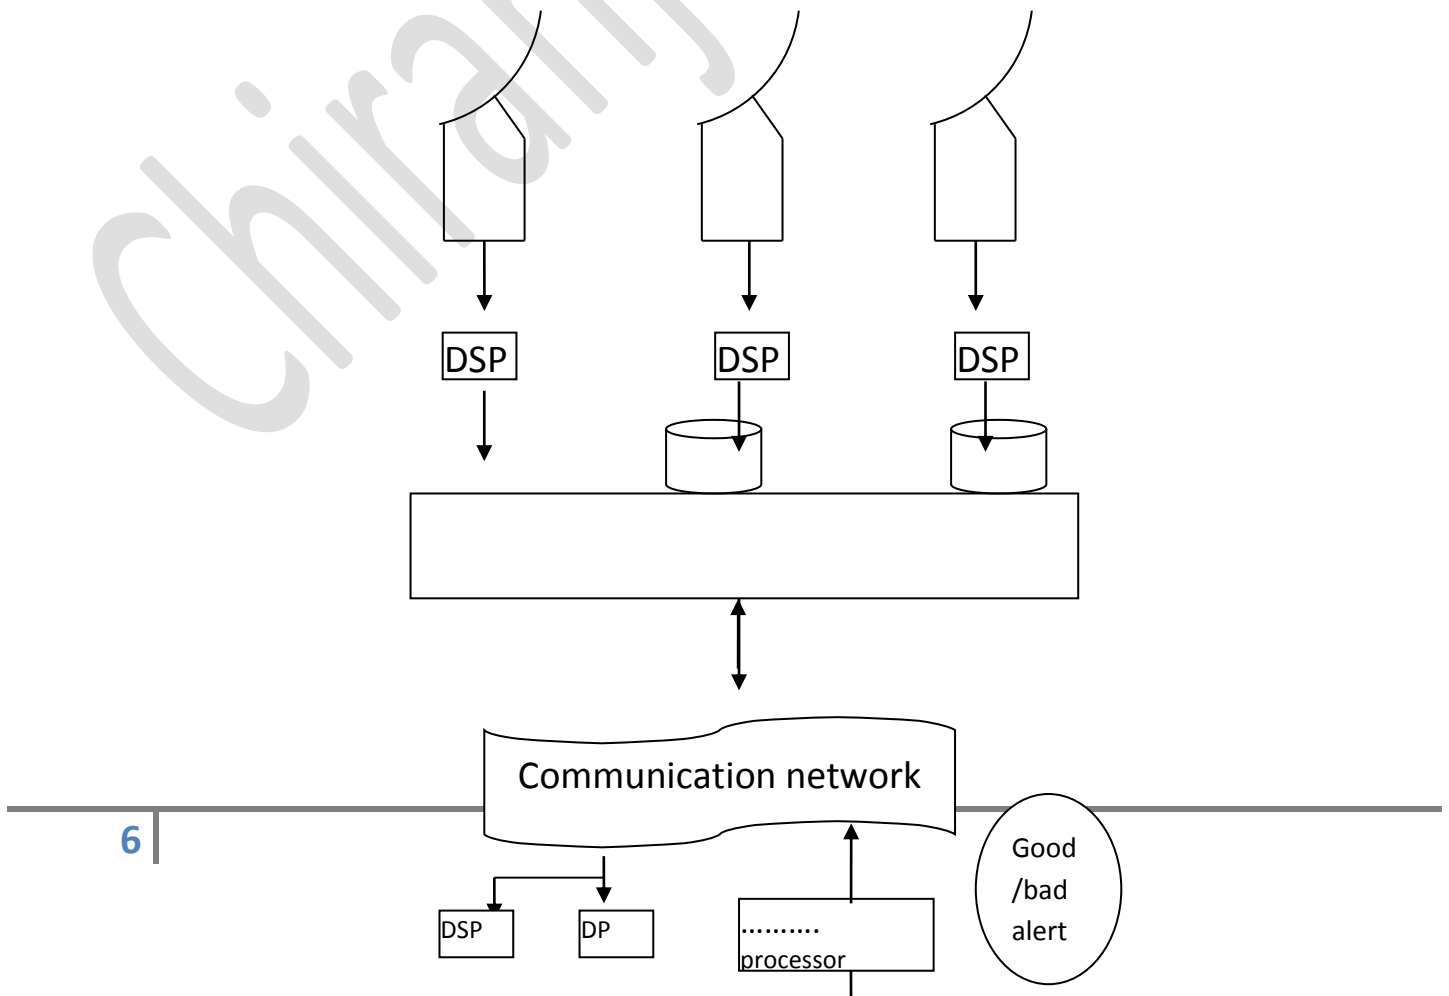 Chiranj
DSP
DSP
DSP
Communication network
6
Good
/bad
alert
DSP
DP
..........
processor